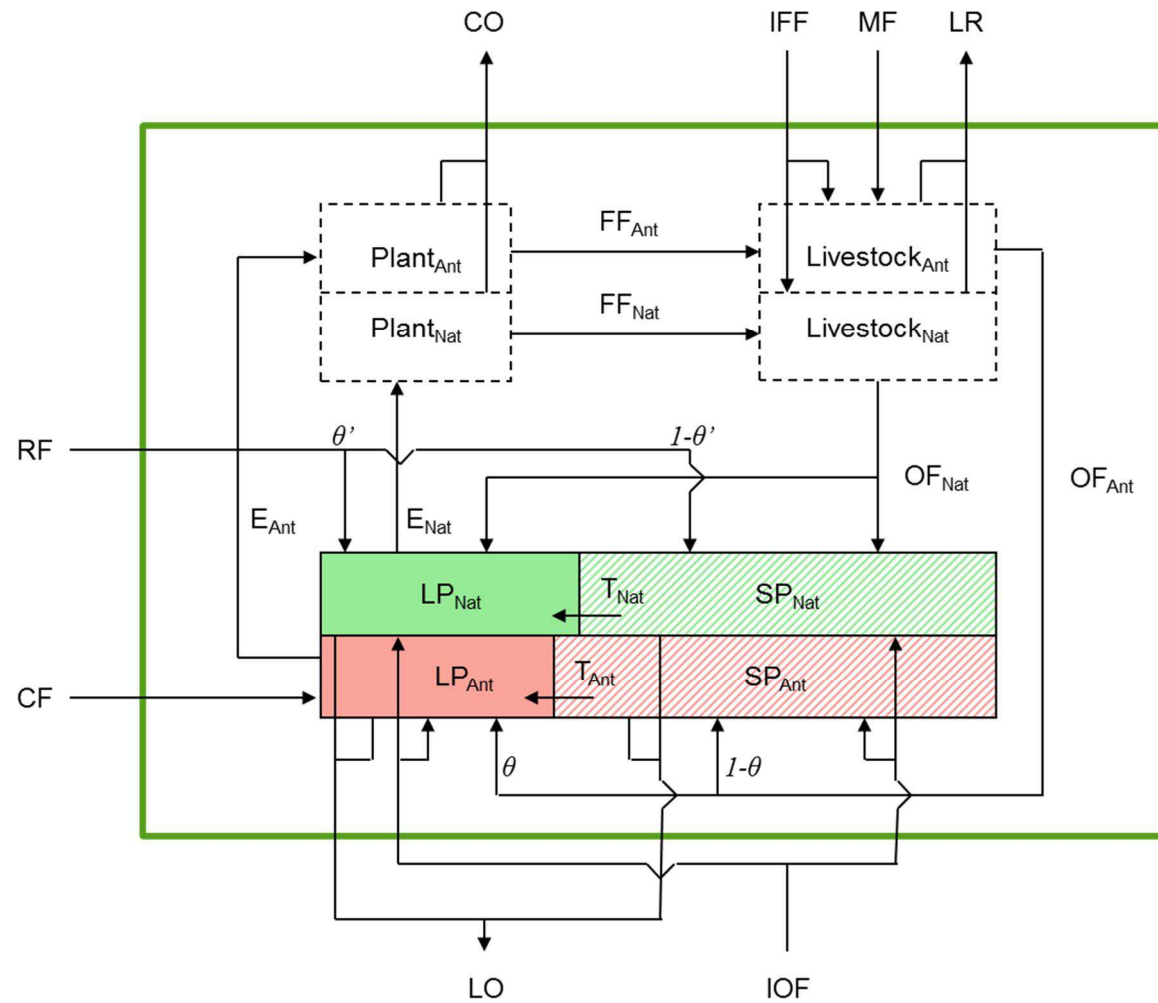 CO IFF MF LR
FF_Ant
Plant_Ant Livestock_Ant
FF_Nat
Plant_Nat Livestock_Nat
θ’ 1-θ’
RF
OF_Nat OF_Ant
E_Ant E_Nat
LP_Nat T_Nat SP_Nat
LP_Ant T_Ant SP_Ant
CF
θ 1-θ
LO IOF